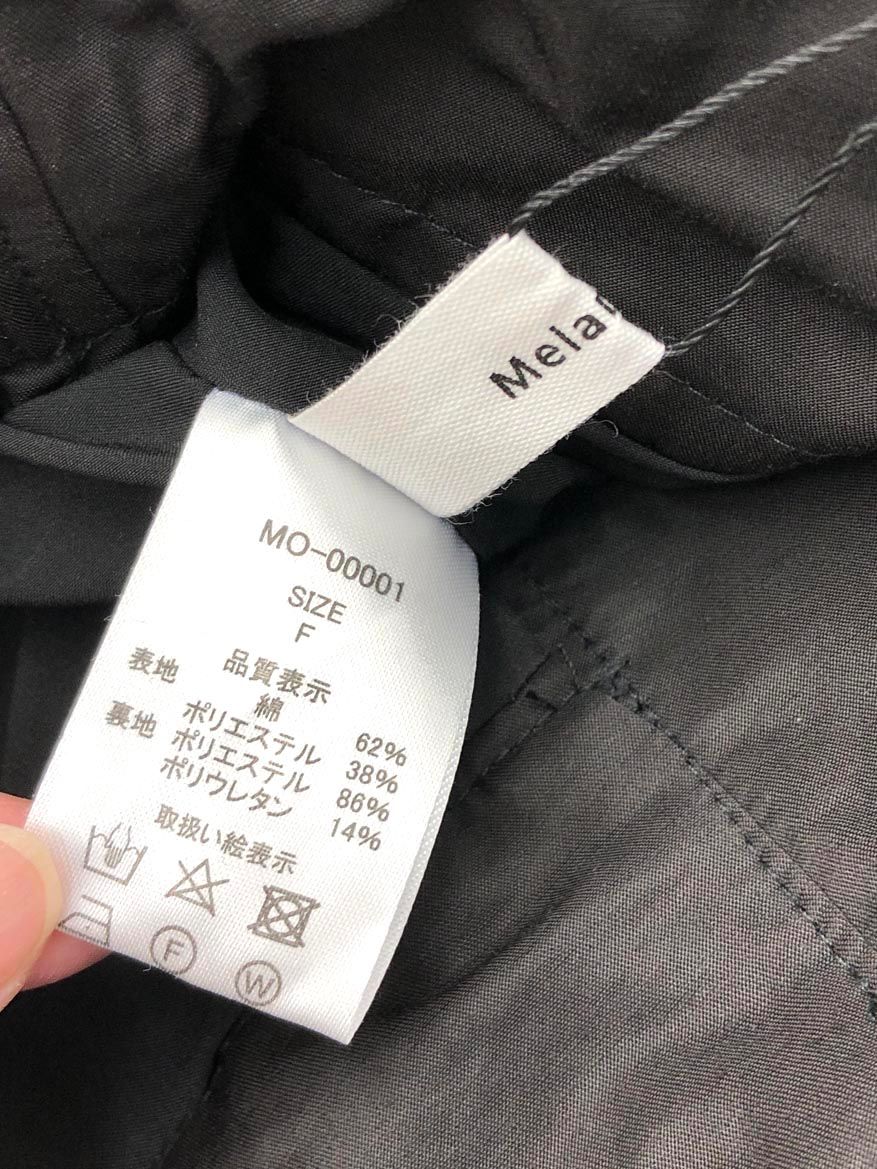 Mela
MO-00001
SIZE
F
品質表示
表地 綿 62%
ポリエステル 38%
裏地 ポリエステル 86%
ポリウレタン 14%
取扱い絵表示
F
W